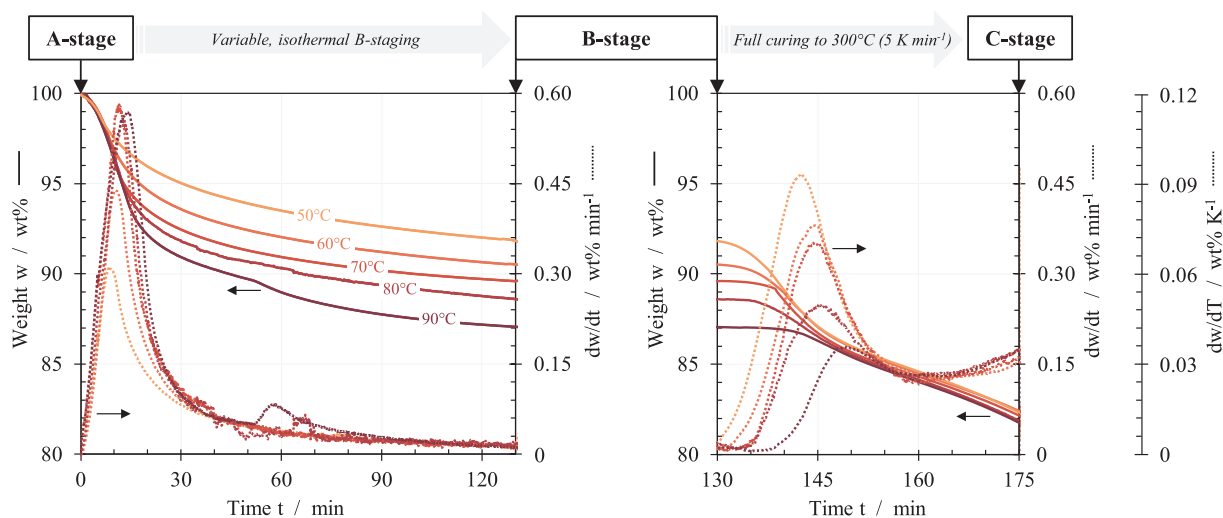 A-stage
Variable, isothermal B-staging
B-stage
Full curing to 300°C (5 K min⁻¹)
C-stage
100
95
90
85
80
Weight w / wt%
50°C
60°C
70°C
80°C
90°C
0.60
0.45
0.30
0.15
0
dw/dt / wt% min⁻¹
0
30
60
90
120
Time t / min
100
95
90
85
80
Weight w / wt%
0.60
0.45
0.30
0.15
0
dw/dt / wt% min⁻¹
0.12
0.09
0.06
0.03
0
dw/dT / wt% K⁻¹
130
145
160
175
Time t / min